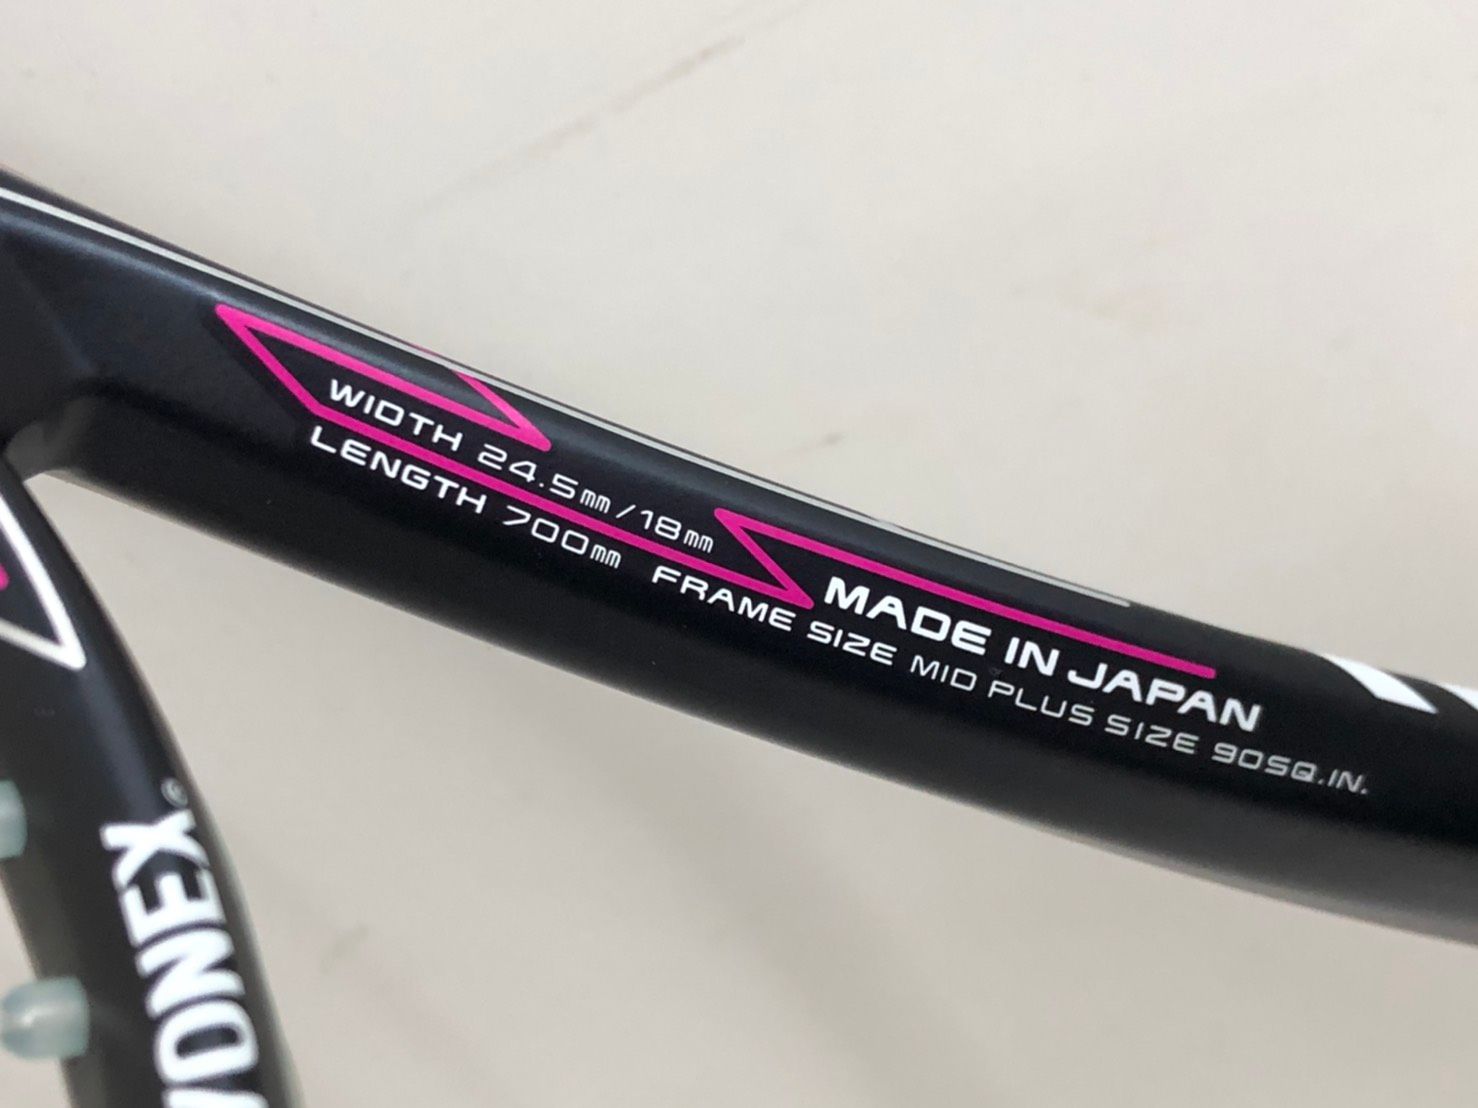 WIDTH 24.5mm/18mm
LENGTH 700mm FRAME SIZE MID PLUS SIZE 90SQ.IN.
MADE IN JAPAN
YONEX®